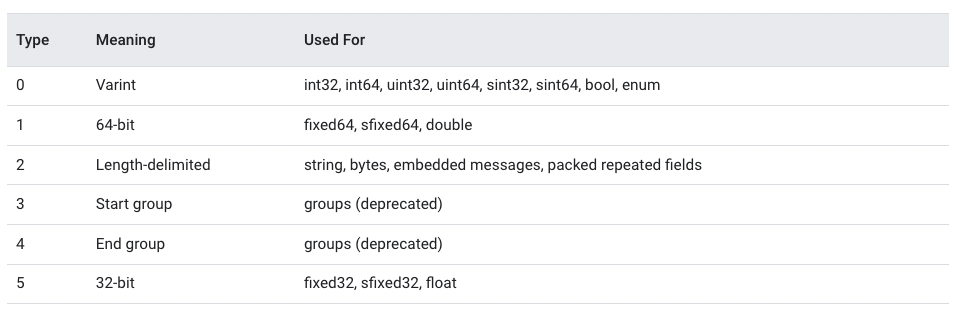 Type Meaning Used For
0 Varint int32, int64, uint32, uint64, sint32, sint64, bool, enum
1 64-bit fixed64, sfixed64, double
2 Length-delimited string, bytes, embedded messages, packed repeated fields
3 Start group groups (deprecated)
4 End group groups (deprecated)
5 32-bit fixed32, sfixed32, float